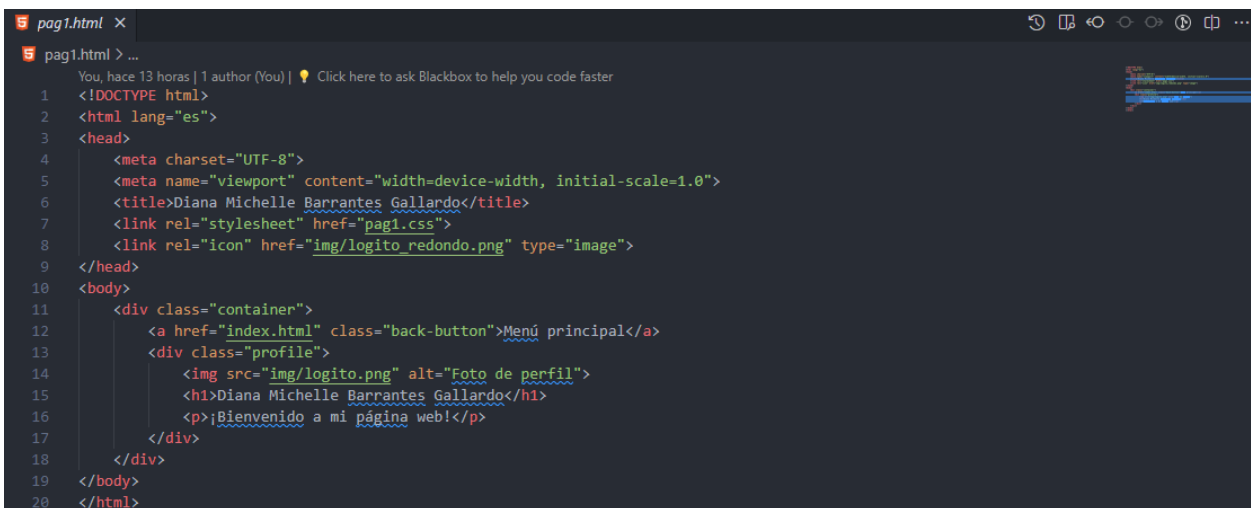 pag1.html
pag1.html > ...
You, hace 13 horas | 1 author (You) | Click here to ask Blackbox to help you code faster
1 <!DOCTYPE html>
2 <html lang="es">
3 <head>
4     <meta charset="UTF-8">
5     <meta name="viewport" content="width=device-width, initial-scale=1.0">
6     <title>Diana Michelle Barrantes Gallardo</title>
7     <link rel="stylesheet" href="pag1.css">
8     <link rel="icon" href="img/logito_redondo.png" type="image">
9 </head>
10 <body>
11     <div class="container">
12         <a href="index.html" class="back-button">Menú principal</a>
13         <div class="profile">
14             <img src="img/logito.png" alt="Foto de perfil">
15             <h1>Diana Michelle Barrantes Gallardo</h1>
16             <p>¡Bienvenido a mi página web!</p>
17         </div>
18     </div>
19 </body>
20 </html>